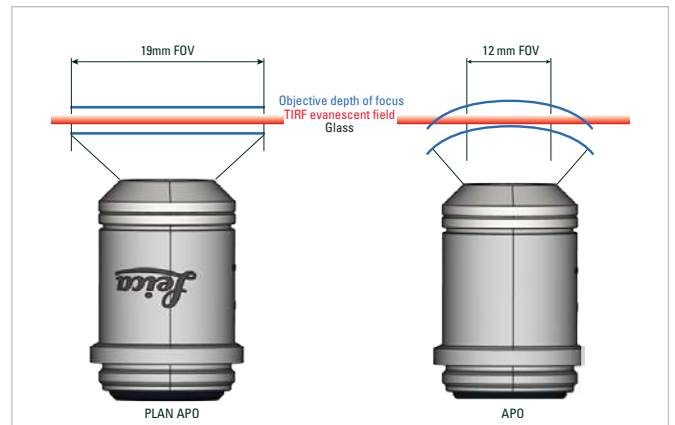 19mm FOV
12 mm FOV
Objective depth of focus
TIRF evanescent field
Glass
Leica
PLAN APO
APO